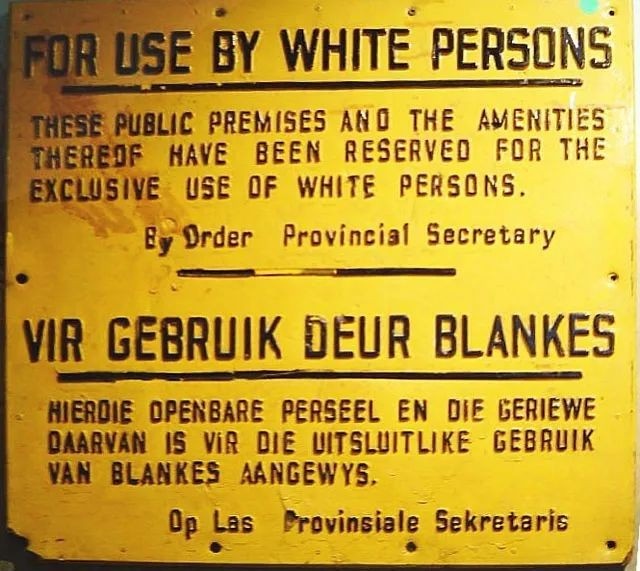 FOR USE BY WHITE PERSONS
THESE PUBLIC PREMISES AND THE AMENITIES
THEREOF HAVE BEEN RESERVED FOR THE
EXCLUSIVE USE OF WHITE PERSONS.
By Order Provincial Secretary
VIR GEBRUIK DEUR BLANKES
HIERDIE OPENBARE PERSEEL EN DIE GERIEWE
DAARVAN IS VIR DIE UITSLUITLIKE GEBRUIK
VAN BLANKES AANGEWYS.
Op Las Provinsiale Sekretaris